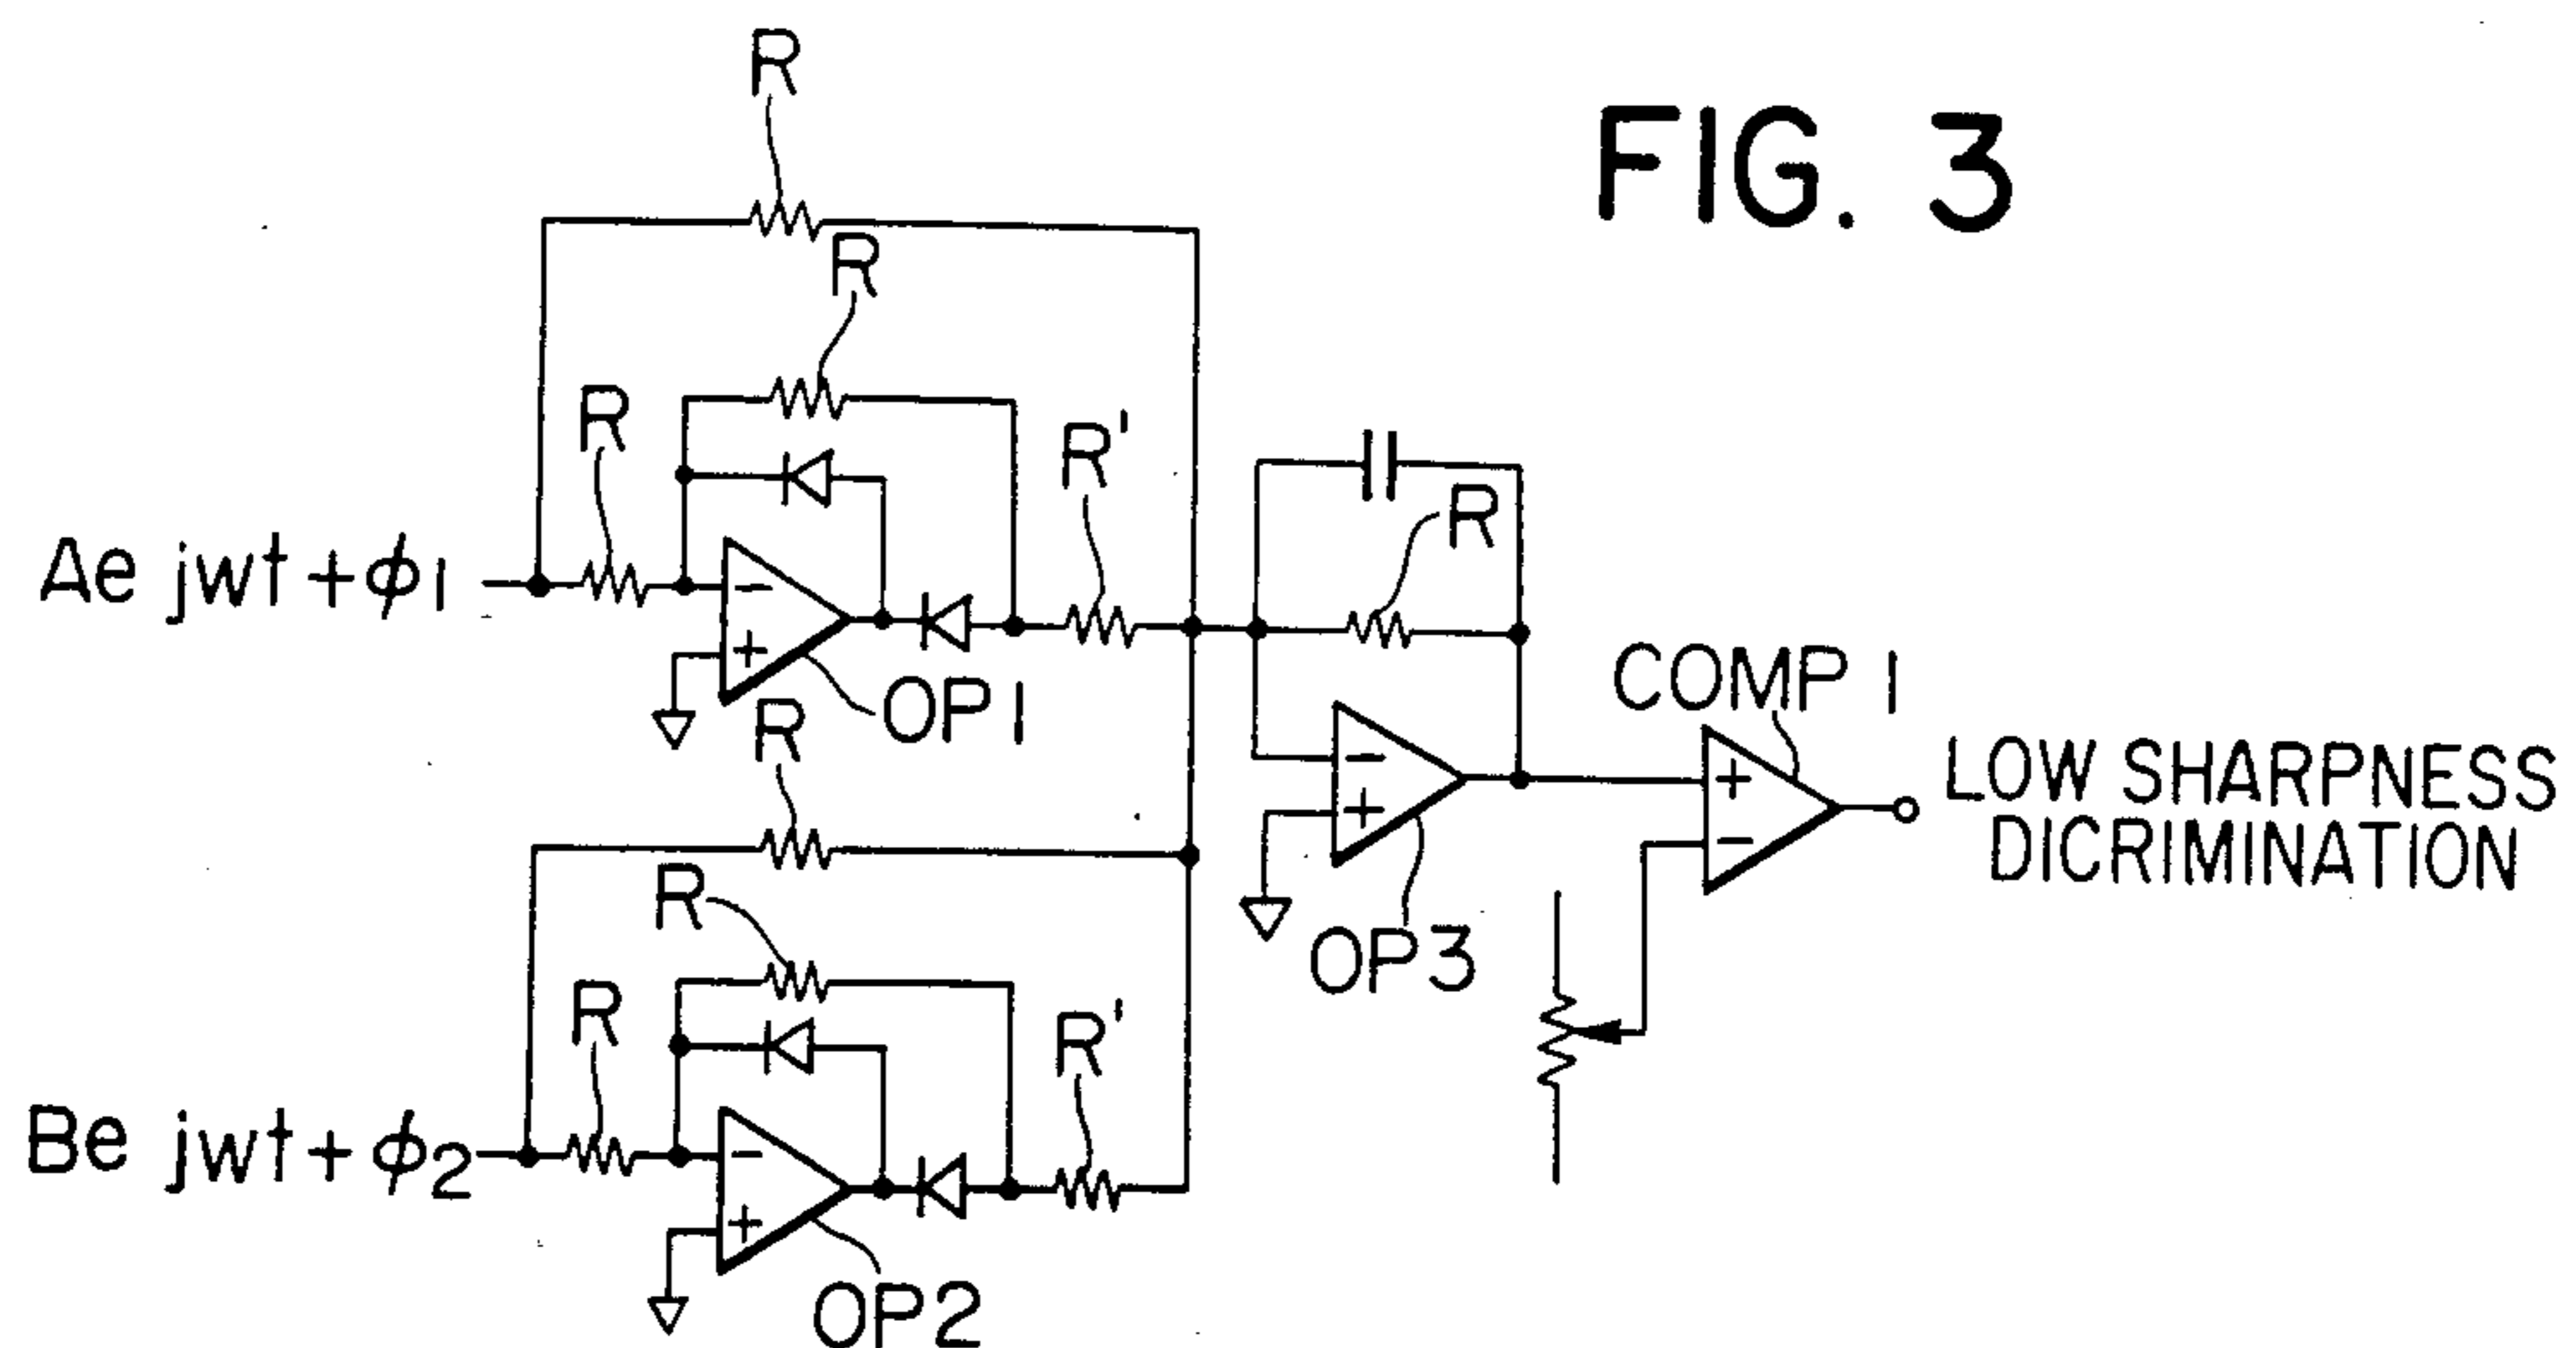 FIG. 3
R
R
R
R'
R
Ae jwt + ϕ1
-
+
OP1
COMP 1
R
-
+
OP3
+
-
LOW SHARPNESS
DICRIMINATION
R
R
R'
Be jwt + ϕ2
-
+
OP2